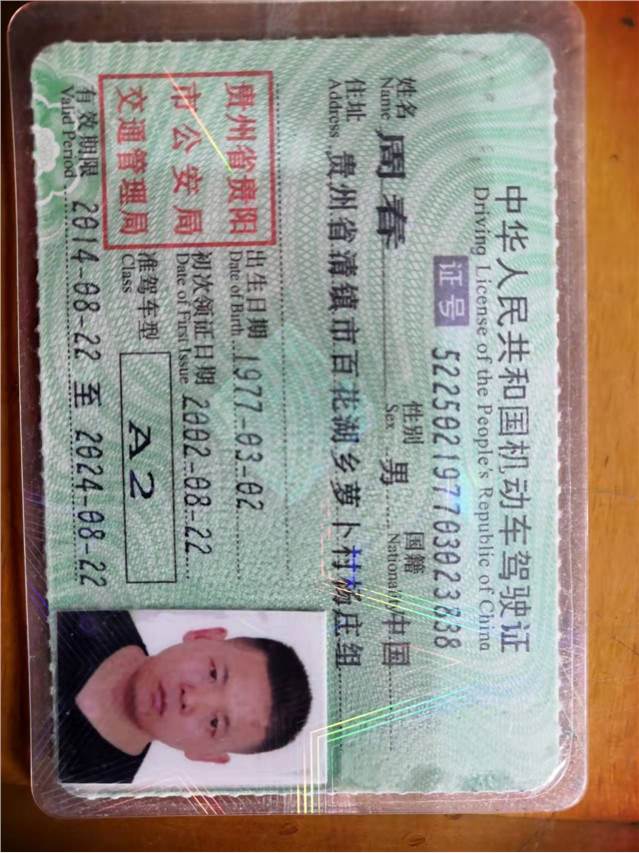 中华人民共和国机动车驾驶证
Driving License of the People's Republic of China
证号 522502197703023838
姓名 周春 性别 男 国籍 中国
Name Sex Nationality
住址 贵州省清镇市百花湖乡萝卜村杨庄组
Address
贵州省贵阳
市公安局
交通管理局
出生日期 1977-03-02
Date of Birth
初次领证日期 2002-08-22
Date of First Issue
准驾车型 A2
Class
有效期限 2014-08-22 至 2024-08-22
Valid Period